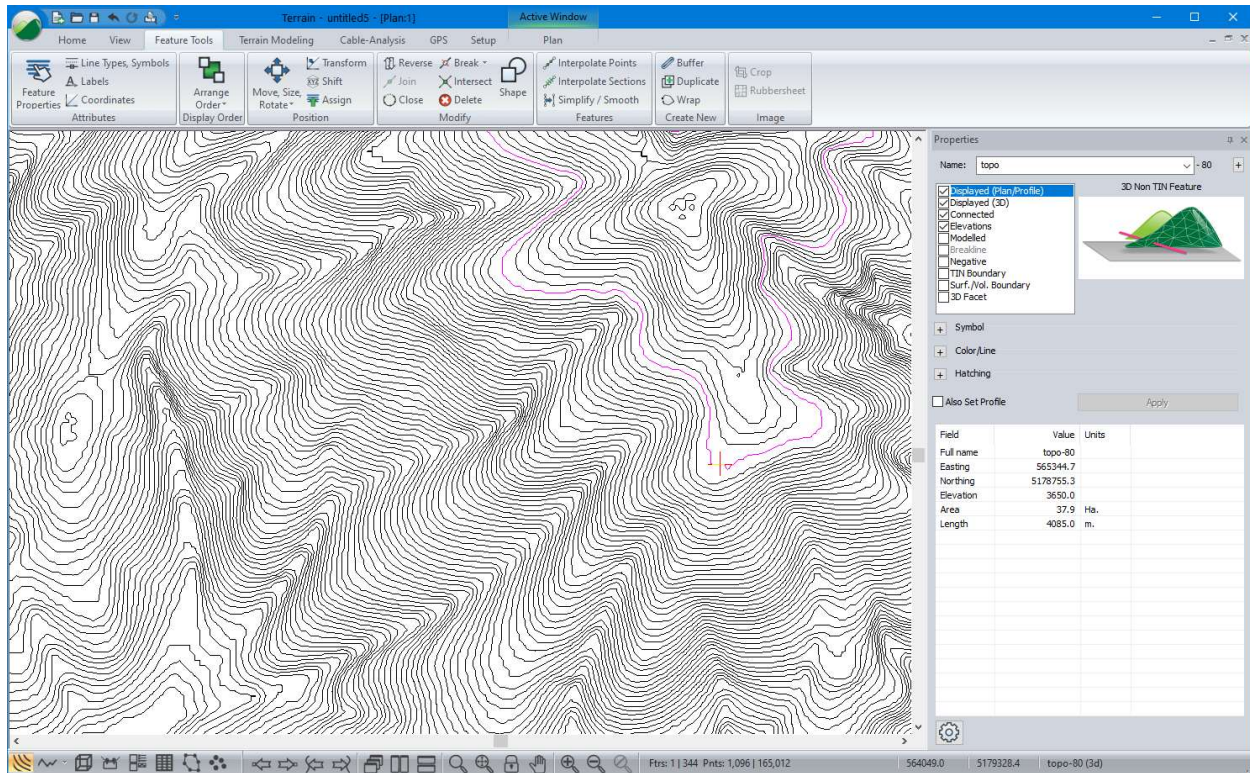 Terrain - untitled5 - [Plan:1] Active Window
Home View Feature Tools Terrain Modeling Cable-Analysis GPS Setup Plan
Feature Properties
Line Types, Symbols
Labels
Coordinates
Attributes
Arrange Order
Display Order
Move, Size, Rotate
Transform
Shift
Assign
Position
Reverse
Join
Close
Break
Intersect
Delete
Shape
Modify
Interpolate Points
Interpolate Sections
Simplify / Smooth
Features
Buffer
Duplicate
Wrap
Create New
Crop
Rubbersheet
Image
Properties
Name: topo - 80
Displayed (Plan/Profile)
Displayed (3D)
Connected
Elevations
Modelled
Breakline
Negative
TIN Boundary
Surf./Vol. Boundary
3D Facet
3D Non TIN Feature
Symbol
Color/Line
Hatching
Also Set Profile Apply
Field Value Units
Full name topo-80
Easting 565344.7
Northing 5178755.3
Elevation 3650.0
Area 37.9 Ha.
Length 4085.0 m.
Ftrs: 1 | 344 Pnts: 1,096 | 165,012 564049.0 5179328.4 topo-80 (3d)